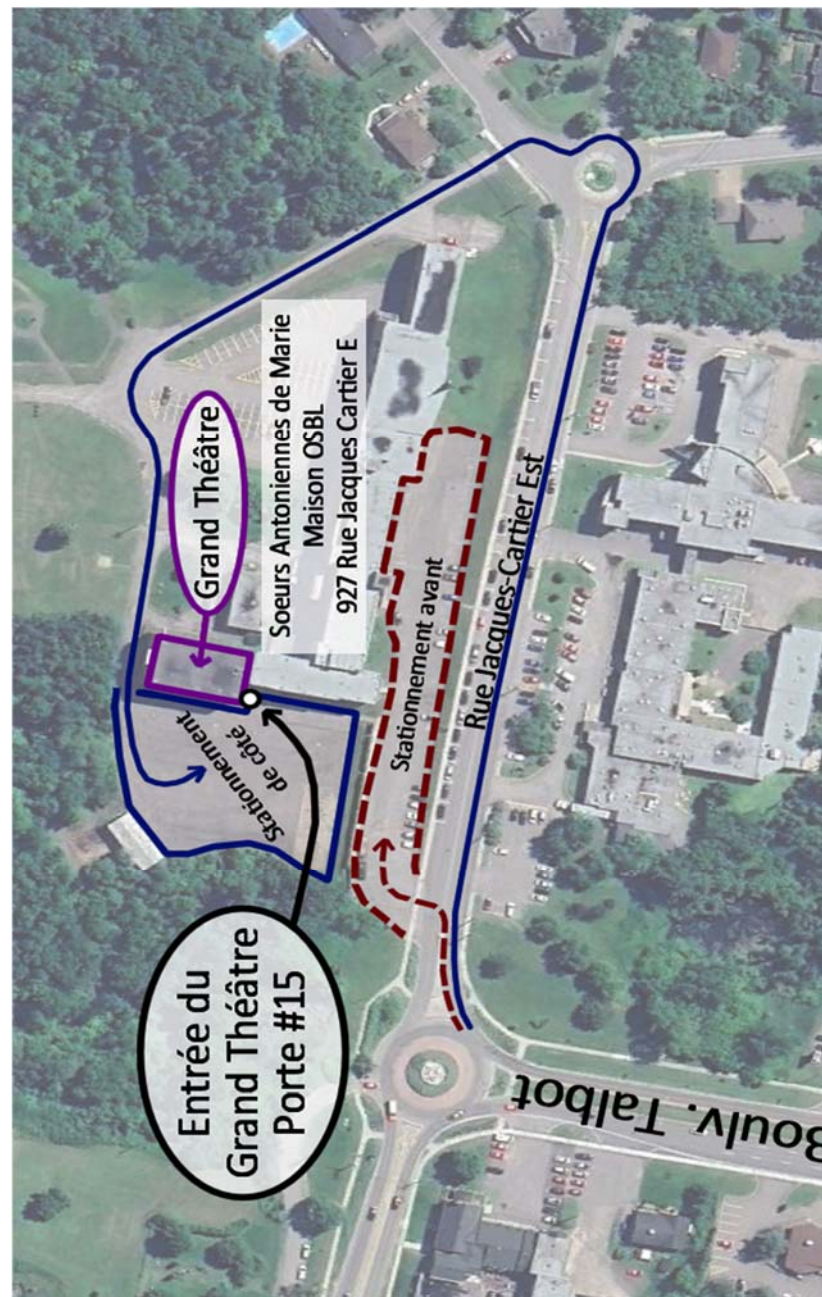 Entrée du
Grand Théâtre
Porte #15
Stationnement
de côté
Grand Théâtre
Soeurs Antoniennes de Marie
Maison OSBL
927 Rue Jacques Cartier E
Stationnement avant
Rue Jacques-Cartier Est
Boulv. Talbot